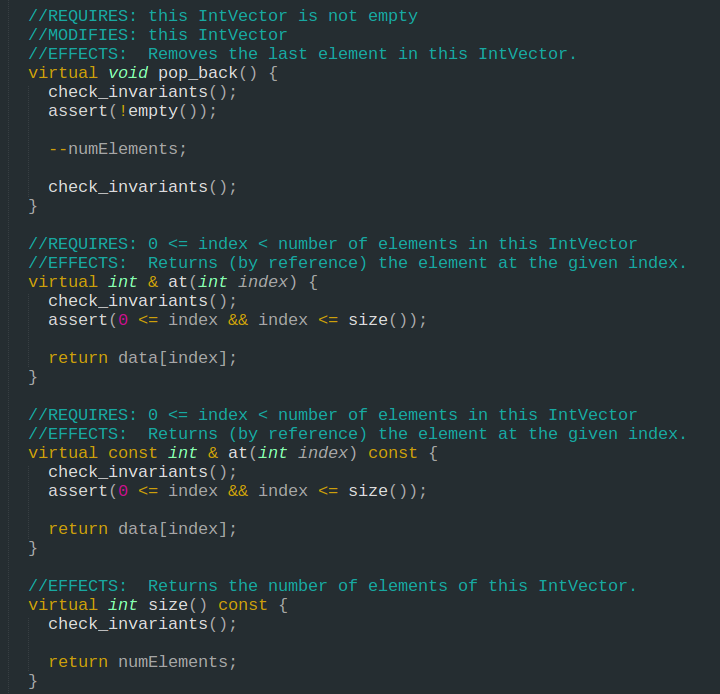 //REQUIRES: this IntVector is not empty
//MODIFIES: this IntVector
//EFFECTS:  Removes the last element in this IntVector.
virtual void pop_back() {
  check_invariants();
  assert(!empty());

  --numElements;

  check_invariants();
}

//REQUIRES: 0 <= index < number of elements in this IntVector
//EFFECTS:  Returns (by reference) the element at the given index.
virtual int & at(int index) {
  check_invariants();
  assert(0 <= index && index <= size());

  return data[index];
}

//REQUIRES: 0 <= index < number of elements in this IntVector
//EFFECTS:  Returns (by reference) the element at the given index.
virtual const int & at(int index) const {
  check_invariants();
  assert(0 <= index && index <= size());

  return data[index];
}

//EFFECTS:  Returns the number of elements of this IntVector.
virtual int size() const {
  check_invariants();

  return numElements;
}